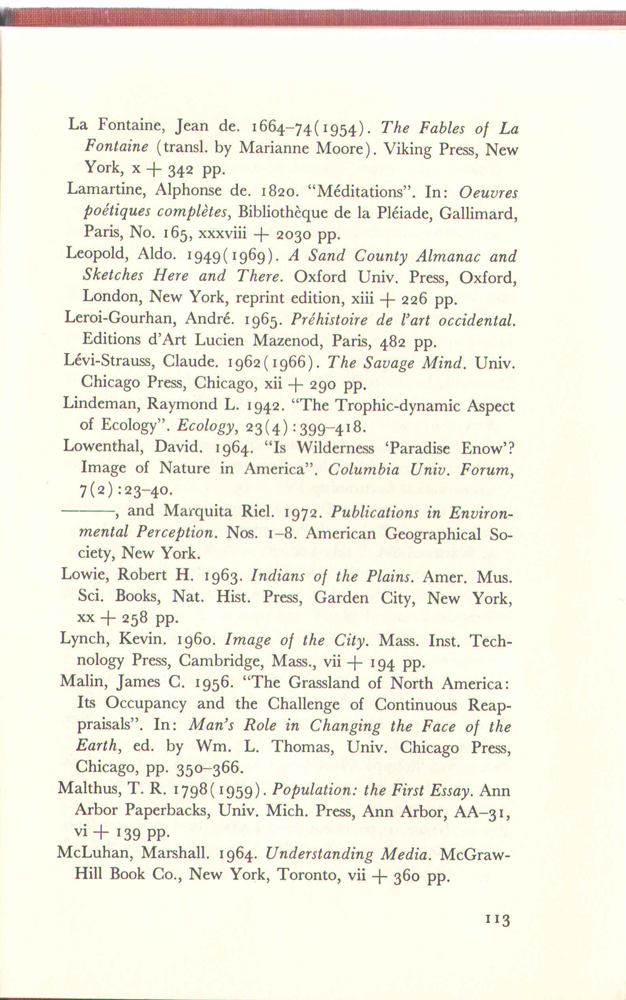 La Fontaine, Jean de. 1664–74(1954). The Fables of La
Fontaine (transl. by Marianne Moore). Viking Press, New
York, x + 342 pp.
Lamartine, Alphonse de. 1820. “Méditations”. In: Oeuvres
poétiques complètes, Bibliothèque de la Pléiade, Gallimard,
Paris, No. 165, xxxviii + 2030 pp.
Leopold, Aldo. 1949(1969). A Sand County Almanac and
Sketches Here and There. Oxford Univ. Press, Oxford,
London, New York, reprint edition, xiii + 226 pp.
Leroi-Gourhan, André. 1965. Préhistoire de l’art occidental.
Editions d’Art Lucien Mazenod, Paris, 482 pp.
Lévi-Strauss, Claude. 1962(1966). The Savage Mind. Univ.
Chicago Press, Chicago, xii + 290 pp.
Lindeman, Raymond L. 1942. “The Trophic-dynamic Aspect
of Ecology”. Ecology, 23(4):399–418.
Lowenthal, David. 1964. “Is Wilderness ‘Paradise Enow’?
Image of Nature in America”. Columbia Univ. Forum,
7(2):23–40.
———, and Marquita Riel. 1972. Publications in Environ-
mental Perception. Nos. 1–8. American Geographical So-
ciety, New York.
Lowie, Robert H. 1963. Indians of the Plains. Amer. Mus.
Sci. Books, Nat. Hist. Press, Garden City, New York,
xx + 258 pp.
Lynch, Kevin. 1960. Image of the City. Mass. Inst. Tech-
nology Press, Cambridge, Mass., vii + 194 pp.
Malin, James C. 1956. “The Grassland of North America:
Its Occupancy and the Challenge of Continuous Reap-
praisals”. In: Man’s Role in Changing the Face of the
Earth, ed. by Wm. L. Thomas, Univ. Chicago Press,
Chicago, pp. 350–366.
Malthus, T. R. 1798(1959). Population: the First Essay. Ann
Arbor Paperbacks, Univ. Mich. Press, Ann Arbor, AA–31,
vi + 139 pp.
McLuhan, Marshall. 1964. Understanding Media. McGraw-
Hill Book Co., New York, Toronto, vii + 360 pp.
113